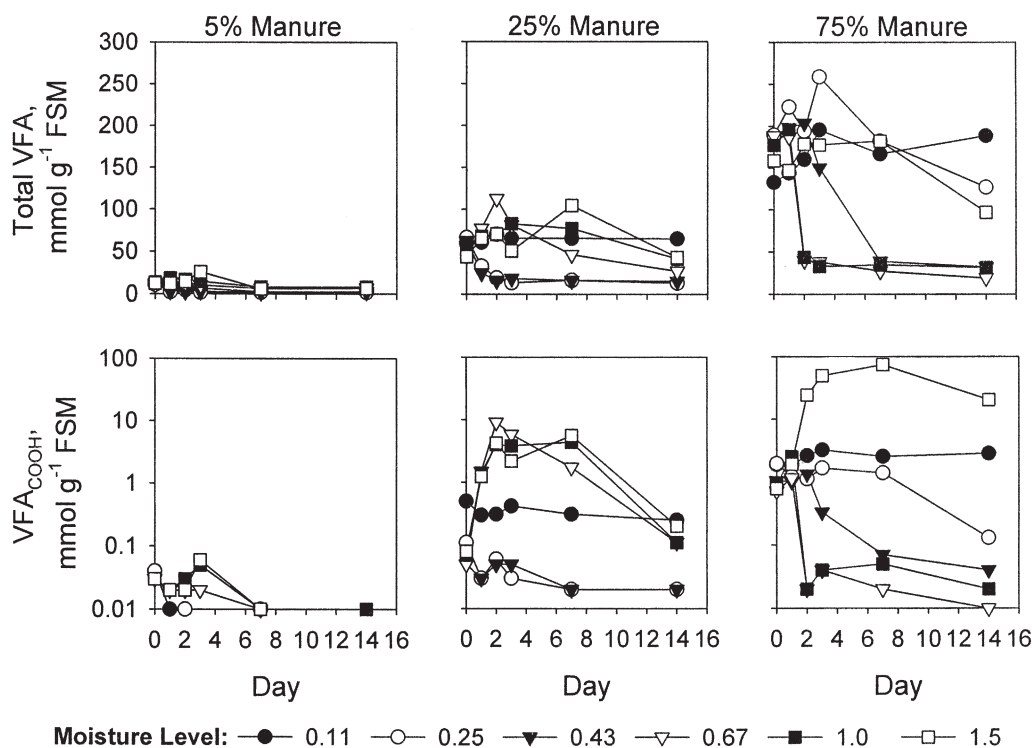 5% Manure 25% Manure 75% Manure
Total VFA,
mmol g⁻¹ FSM
300
250
200
150
100
50
0
VFA_COOH,
mmol g⁻¹ FSM
100
10
1
0.1
0.01
0 2 4 6 8 10 12 14 16 0 2 4 6 8 10 12 14 16 0 2 4 6 8 10 12 14 16
Day Day Day
Moisture Level: 0.11 0.25 0.43 0.67 1.0 1.5